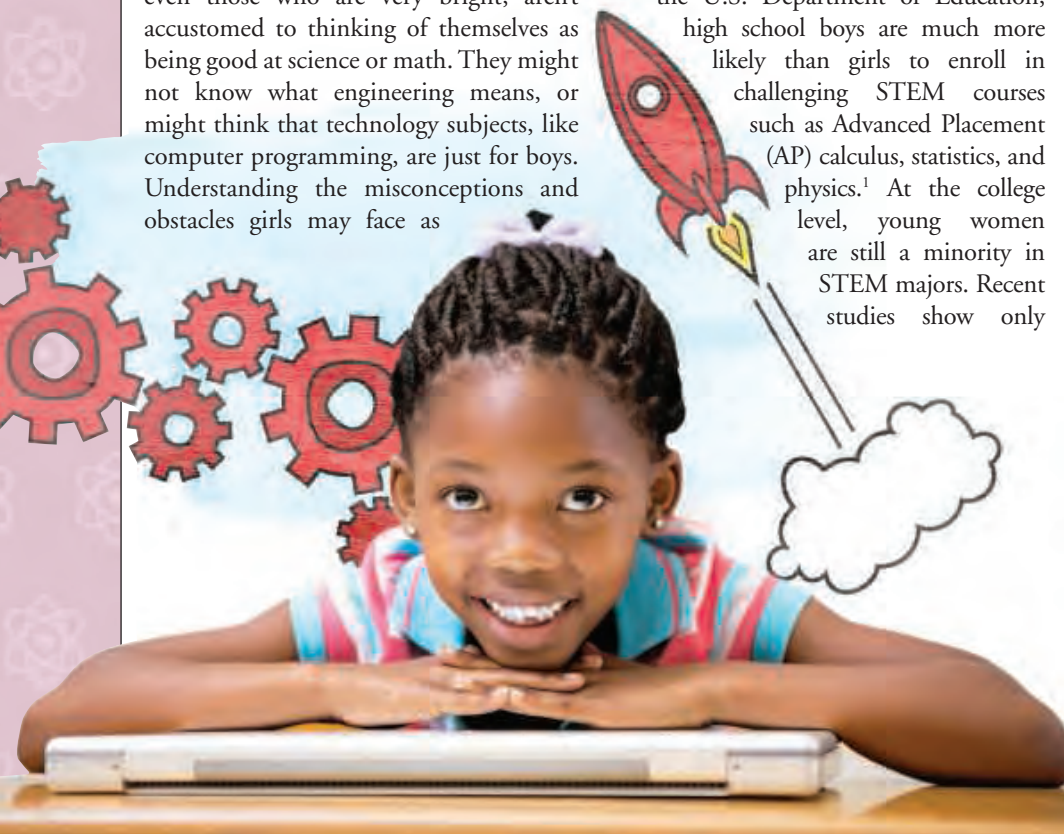 even those who are very bright, aren't
accustomed to thinking of themselves as
being good at science or math. They might
not know what engineering means, or
might think that technology subjects, like
computer programming, are just for boys.
Understanding the misconceptions and
obstacles girls may face as
the U.S. Department of Education,
high school boys are much more
likely than girls to enroll in
challenging STEM courses
such as Advanced Placement
(AP) calculus, statistics, and
physics.¹ At the college
level, young women
are still a minority in
STEM majors. Recent
studies show only